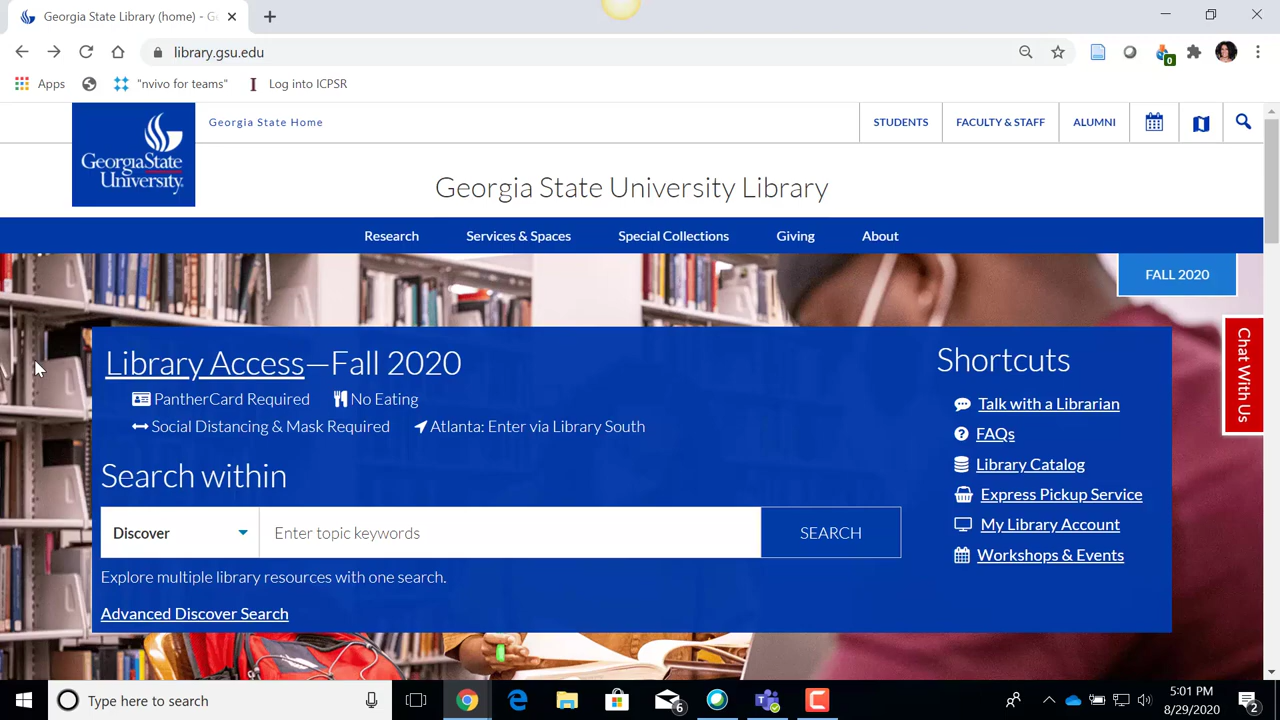 Georgia State Library (home) - G
library.gsu.edu
0
Apps
"nvivo for teams"
Log into ICPSR
Georgia State Home
STUDENTS
FACULTY & STAFF
ALUMNI
GeorgiaState
University.
Georgia State University Library
Research
Services & Spaces
Special Collections
Giving
About
FALL 2020
Library Access—Fall 2020
PantherCard Required
No Eating
Social Distancing & Mask Required
Atlanta: Enter via Library South
Search within
Discover
Enter topic keywords
SEARCH
Explore multiple library resources with one search.
Advanced Discover Search
Shortcuts
Talk with a Librarian
FAQs
Library Catalog
Express Pickup Service
My Library Account
Workshops & Events
Chat With Us
Type here to search
6
5:01 PM
8/29/2020
2